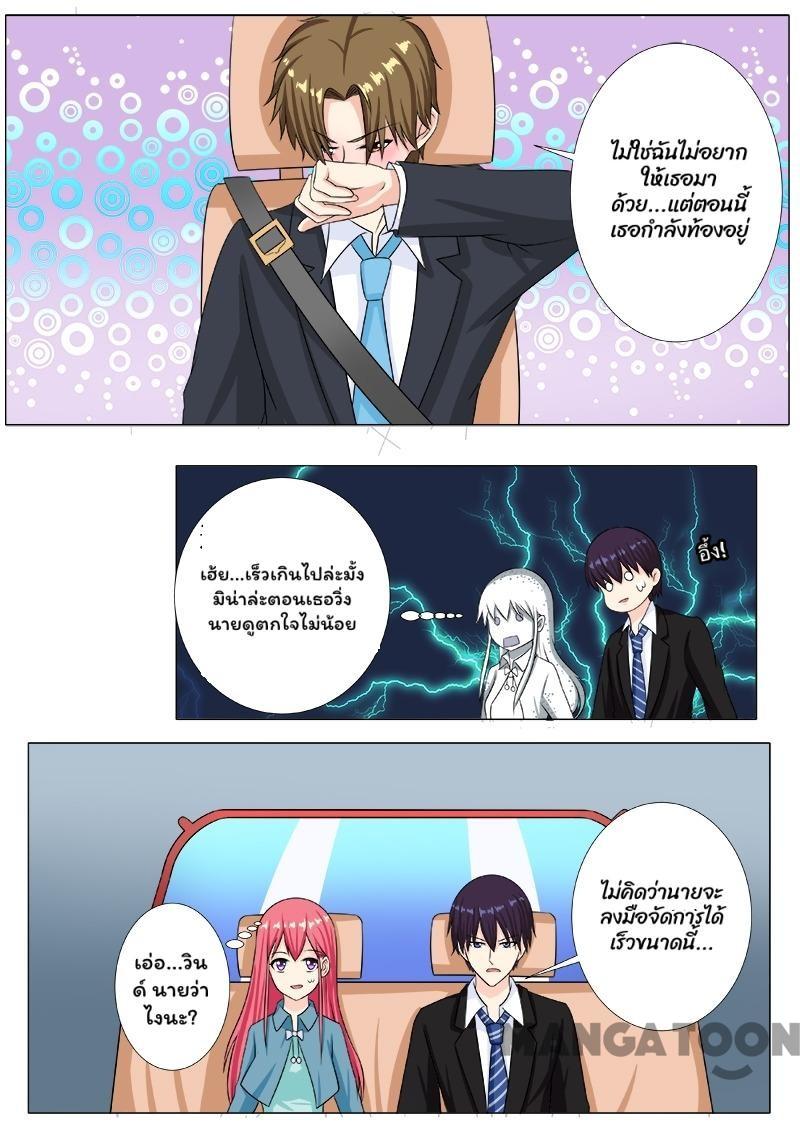 ไม่ใช่ฉันไม่อยาก
ให้เธอมา
ด้วย...แต่ตอนนี้
เธอกำลังท้องอยู่
เฮ้ย...เร็วเกินไปล่ะมั้ง
มิน่าล่ะตอนเธอวิ่ง
นายดูตกใจไม่น้อย
อึ้ง!
ไม่คิดว่านายจะ
ลงมือจัดการได้
เร็วขนาดนี้...
เอ่อ...วิน
ด์ นายว่า
ไงนะ?
MANGATOON